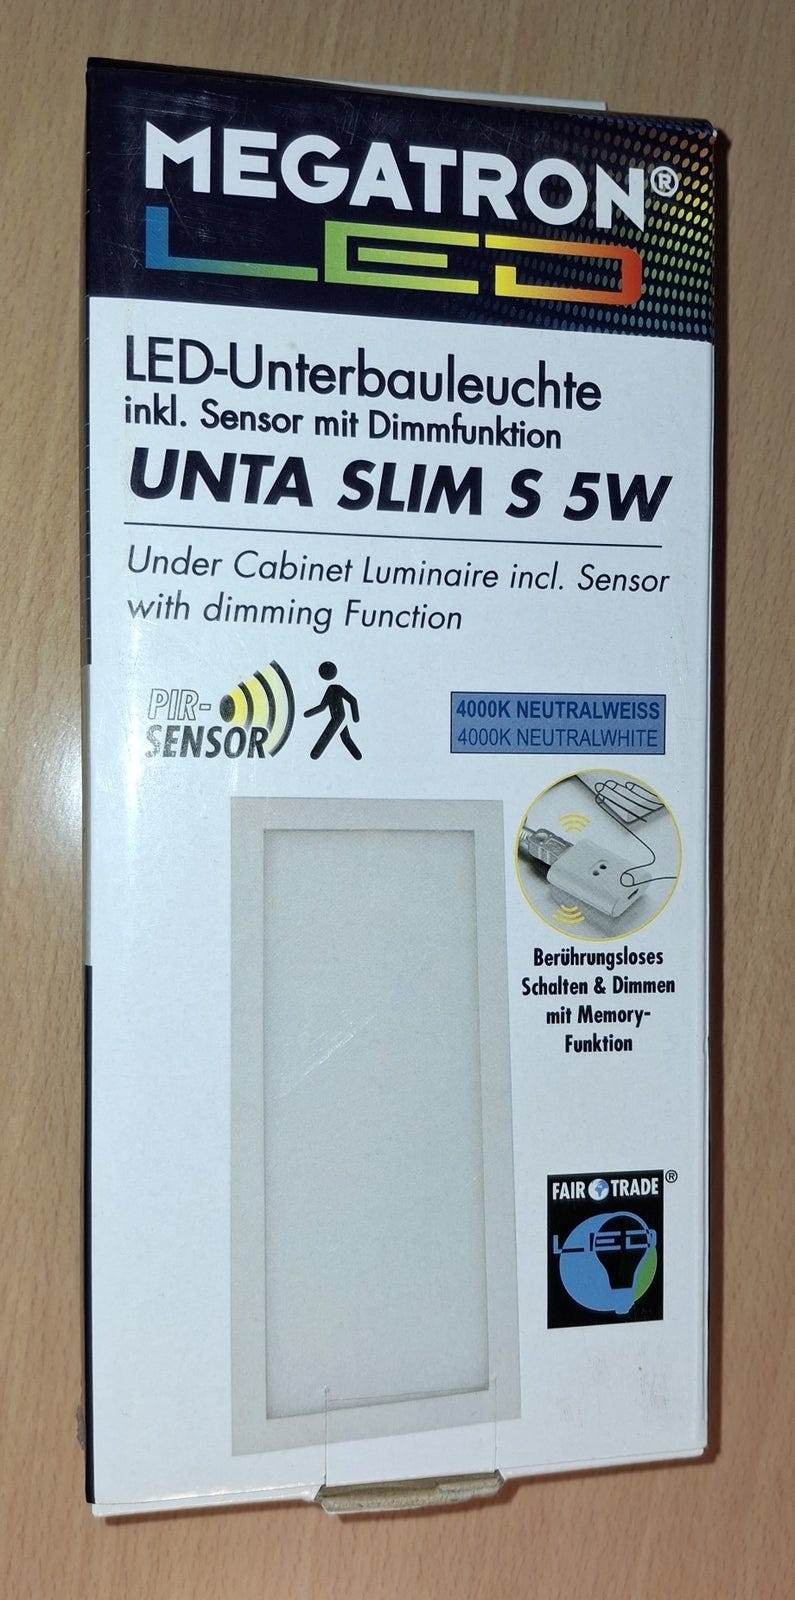 MEGATRON®
LED
LED-Unterbauleuchte
inkl. Sensor mit Dimmfunktion
UNTA SLIM S 5W
Under Cabinet Luminaire incl. Sensor
with dimming Function
PIR-
SENSOR
4000K NEUTRALWEISS
4000K NEUTRALWHITE
Berührungsloses
Schalten & Dimmen
mit Memory-
Funktion
FAIR TRADE ®
LED